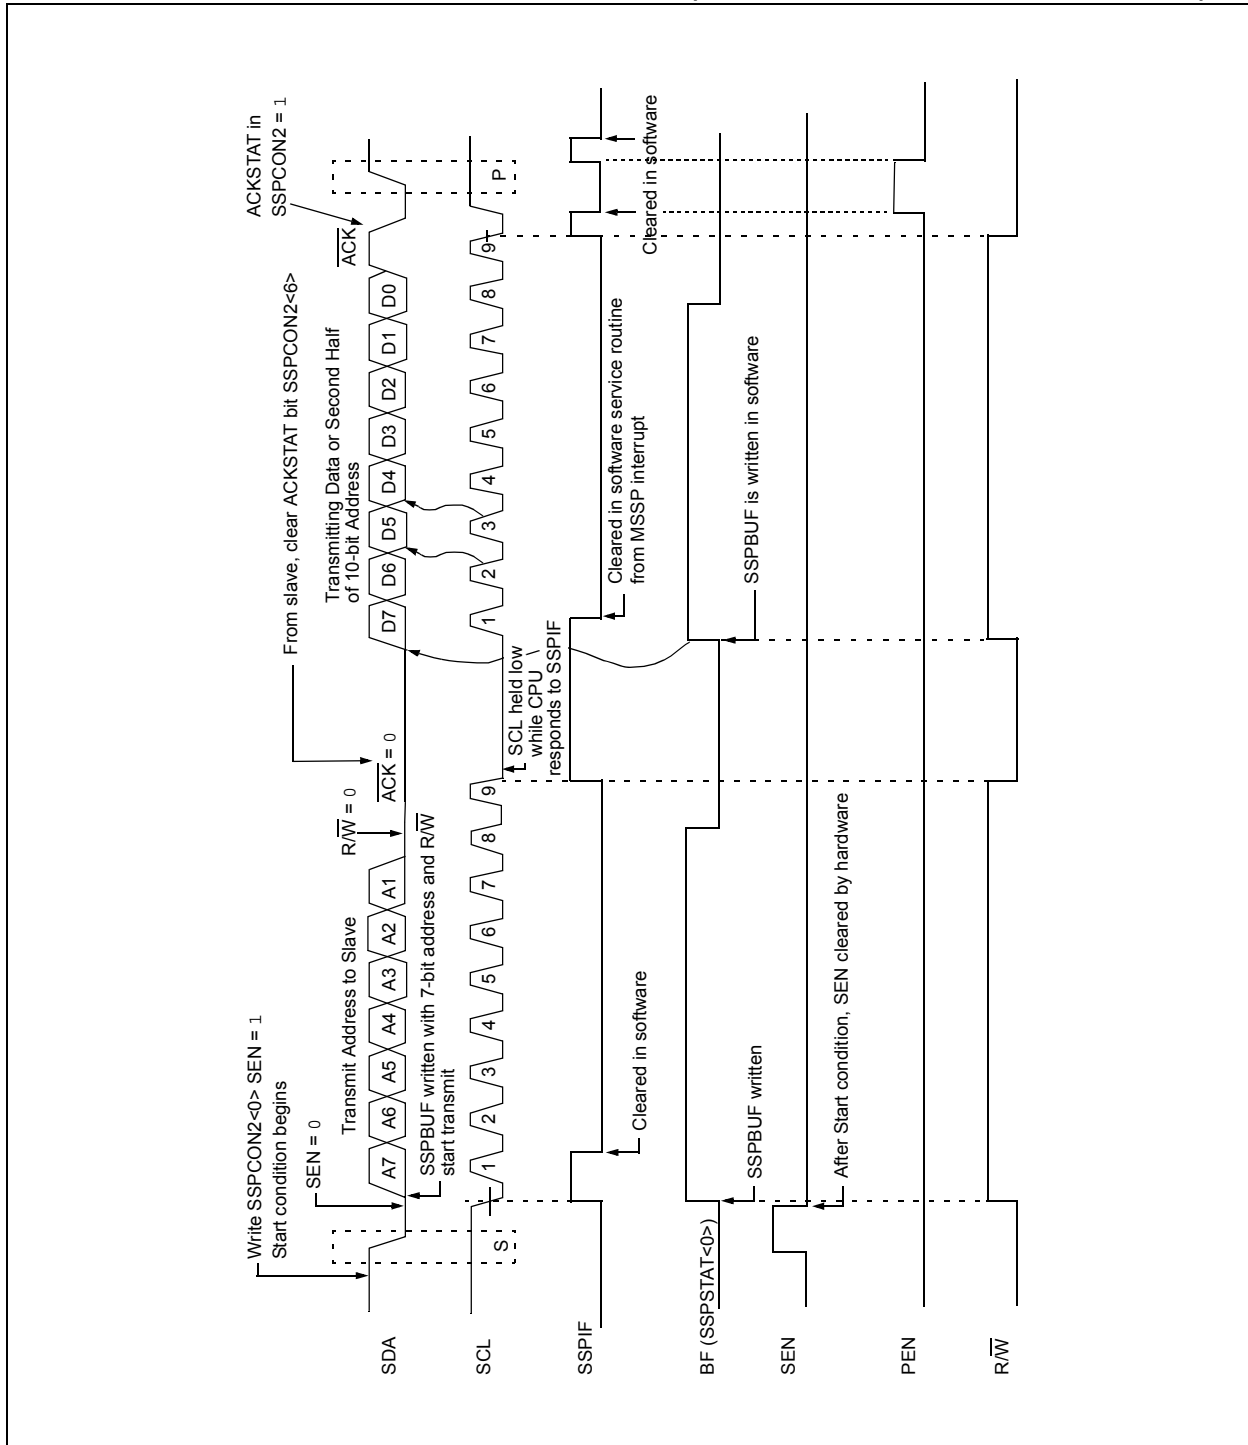 Write SSPCON2<0> SEN = 1
Start condition begins
SEN = 0
Transmit Address to Slave
R/W = 0
From slave, clear ACKSTAT bit SSPCON2<6>
ACK = 0
Transmitting Data or Second Half
of 10-bit Address
ACK
ACKSTAT in
SSPCON2 = 1
SDA
A7 A6 A5 A4 A3 A2 A1
D7 D6 D5 D4 D3 D2 D1 D0
SSPBUF written with 7-bit address and R/W
start transmit
SCL
S
1 2 3 4 5 6 7 8 9
1 2 3 4 5 6 7 8 9
P
SCL held low
while CPU
responds to SSPIF
SSPIF
Cleared in software
Cleared in software service routine
from MSSP interrupt
Cleared in software
Cleared in software
BF (SSPSTAT<0>)
SSPBUF written
SSPBUF is written in software
SEN
After Start condition, SEN cleared by hardware
PEN
R/W